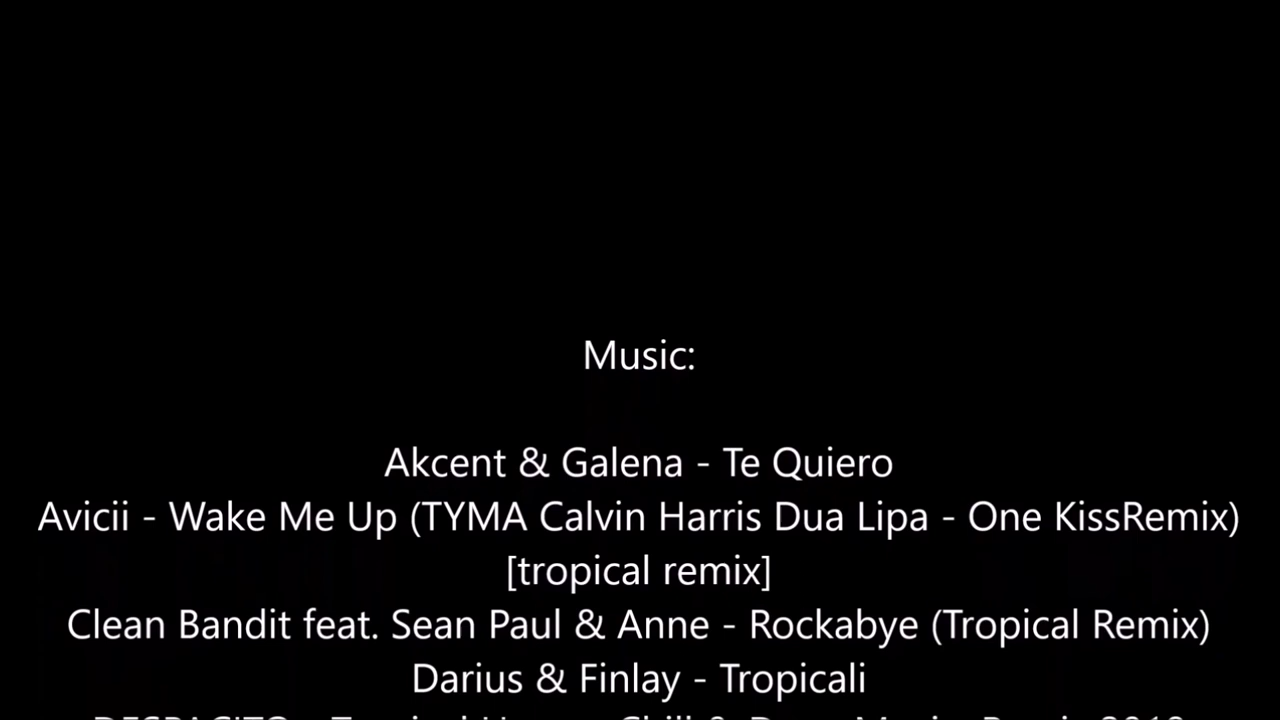 Music:
Akcent & Galena - Te Quiero
Avicii - Wake Me Up (TYMA Calvin Harris Dua Lipa - One KissRemix)
[tropical remix]
Clean Bandit feat. Sean Paul & Anne - Rockabye (Tropical Remix)
Darius & Finlay - Tropicali